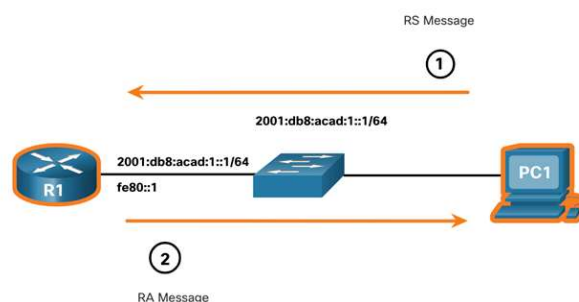 RS Message
1
2001:db8:acad:1::1/64
2001:db8:acad:1::1/64
R1
fe80::1
PC1
2
RA Message